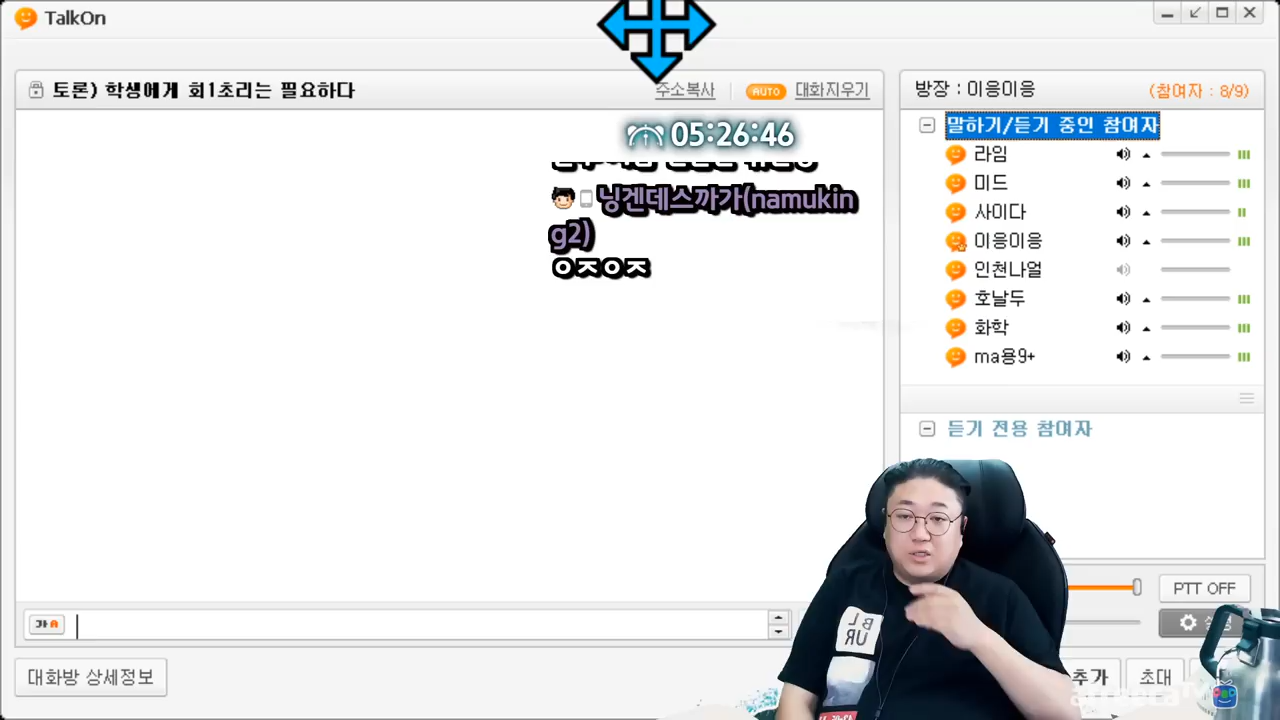 TalkOn
토론) 학생에게 회1초리는 필요하다
주소복사
AUTO
대화지우기
방장 : 이응이응
(참여자 : 8/9)
05:26:46
닝겐데스까가(namukin
g2)
ㅇㅈㅇㅈ
말하기/듣기 중인 참여자
라임
미드
사이다
이응이응
인천나얼
호날두
화학
ma용9+
듣기 전용 참여자
PTT OFF
가A
대화방 상세정보
추가
초대